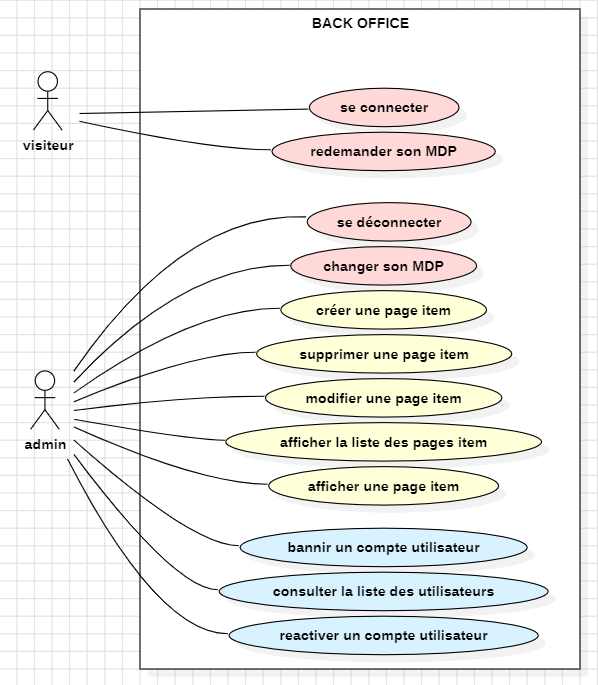 BACK OFFICE
visiteur
se connecter
redemander son MDP
se déconnecter
changer son MDP
créer une page item
supprimer une page item
modifier une page item
admin
afficher la liste des pages item
afficher une page item
bannir un compte utilisateur
consulter la liste des utilisateurs
reactiver un compte utilisateur